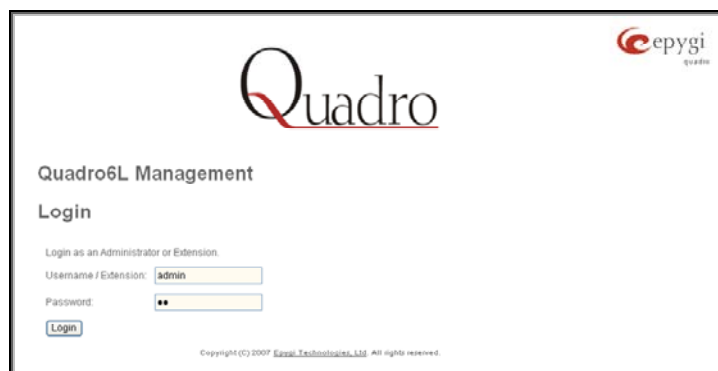 epygi
quadro
Quadro
Quadro6L Management
Login
Login as an Administrator or Extension.
Username / Extension: admin
Password: ●●
Login
Copyright (C) 2007 Epygi Technologies, Ltd. All rights reserved.